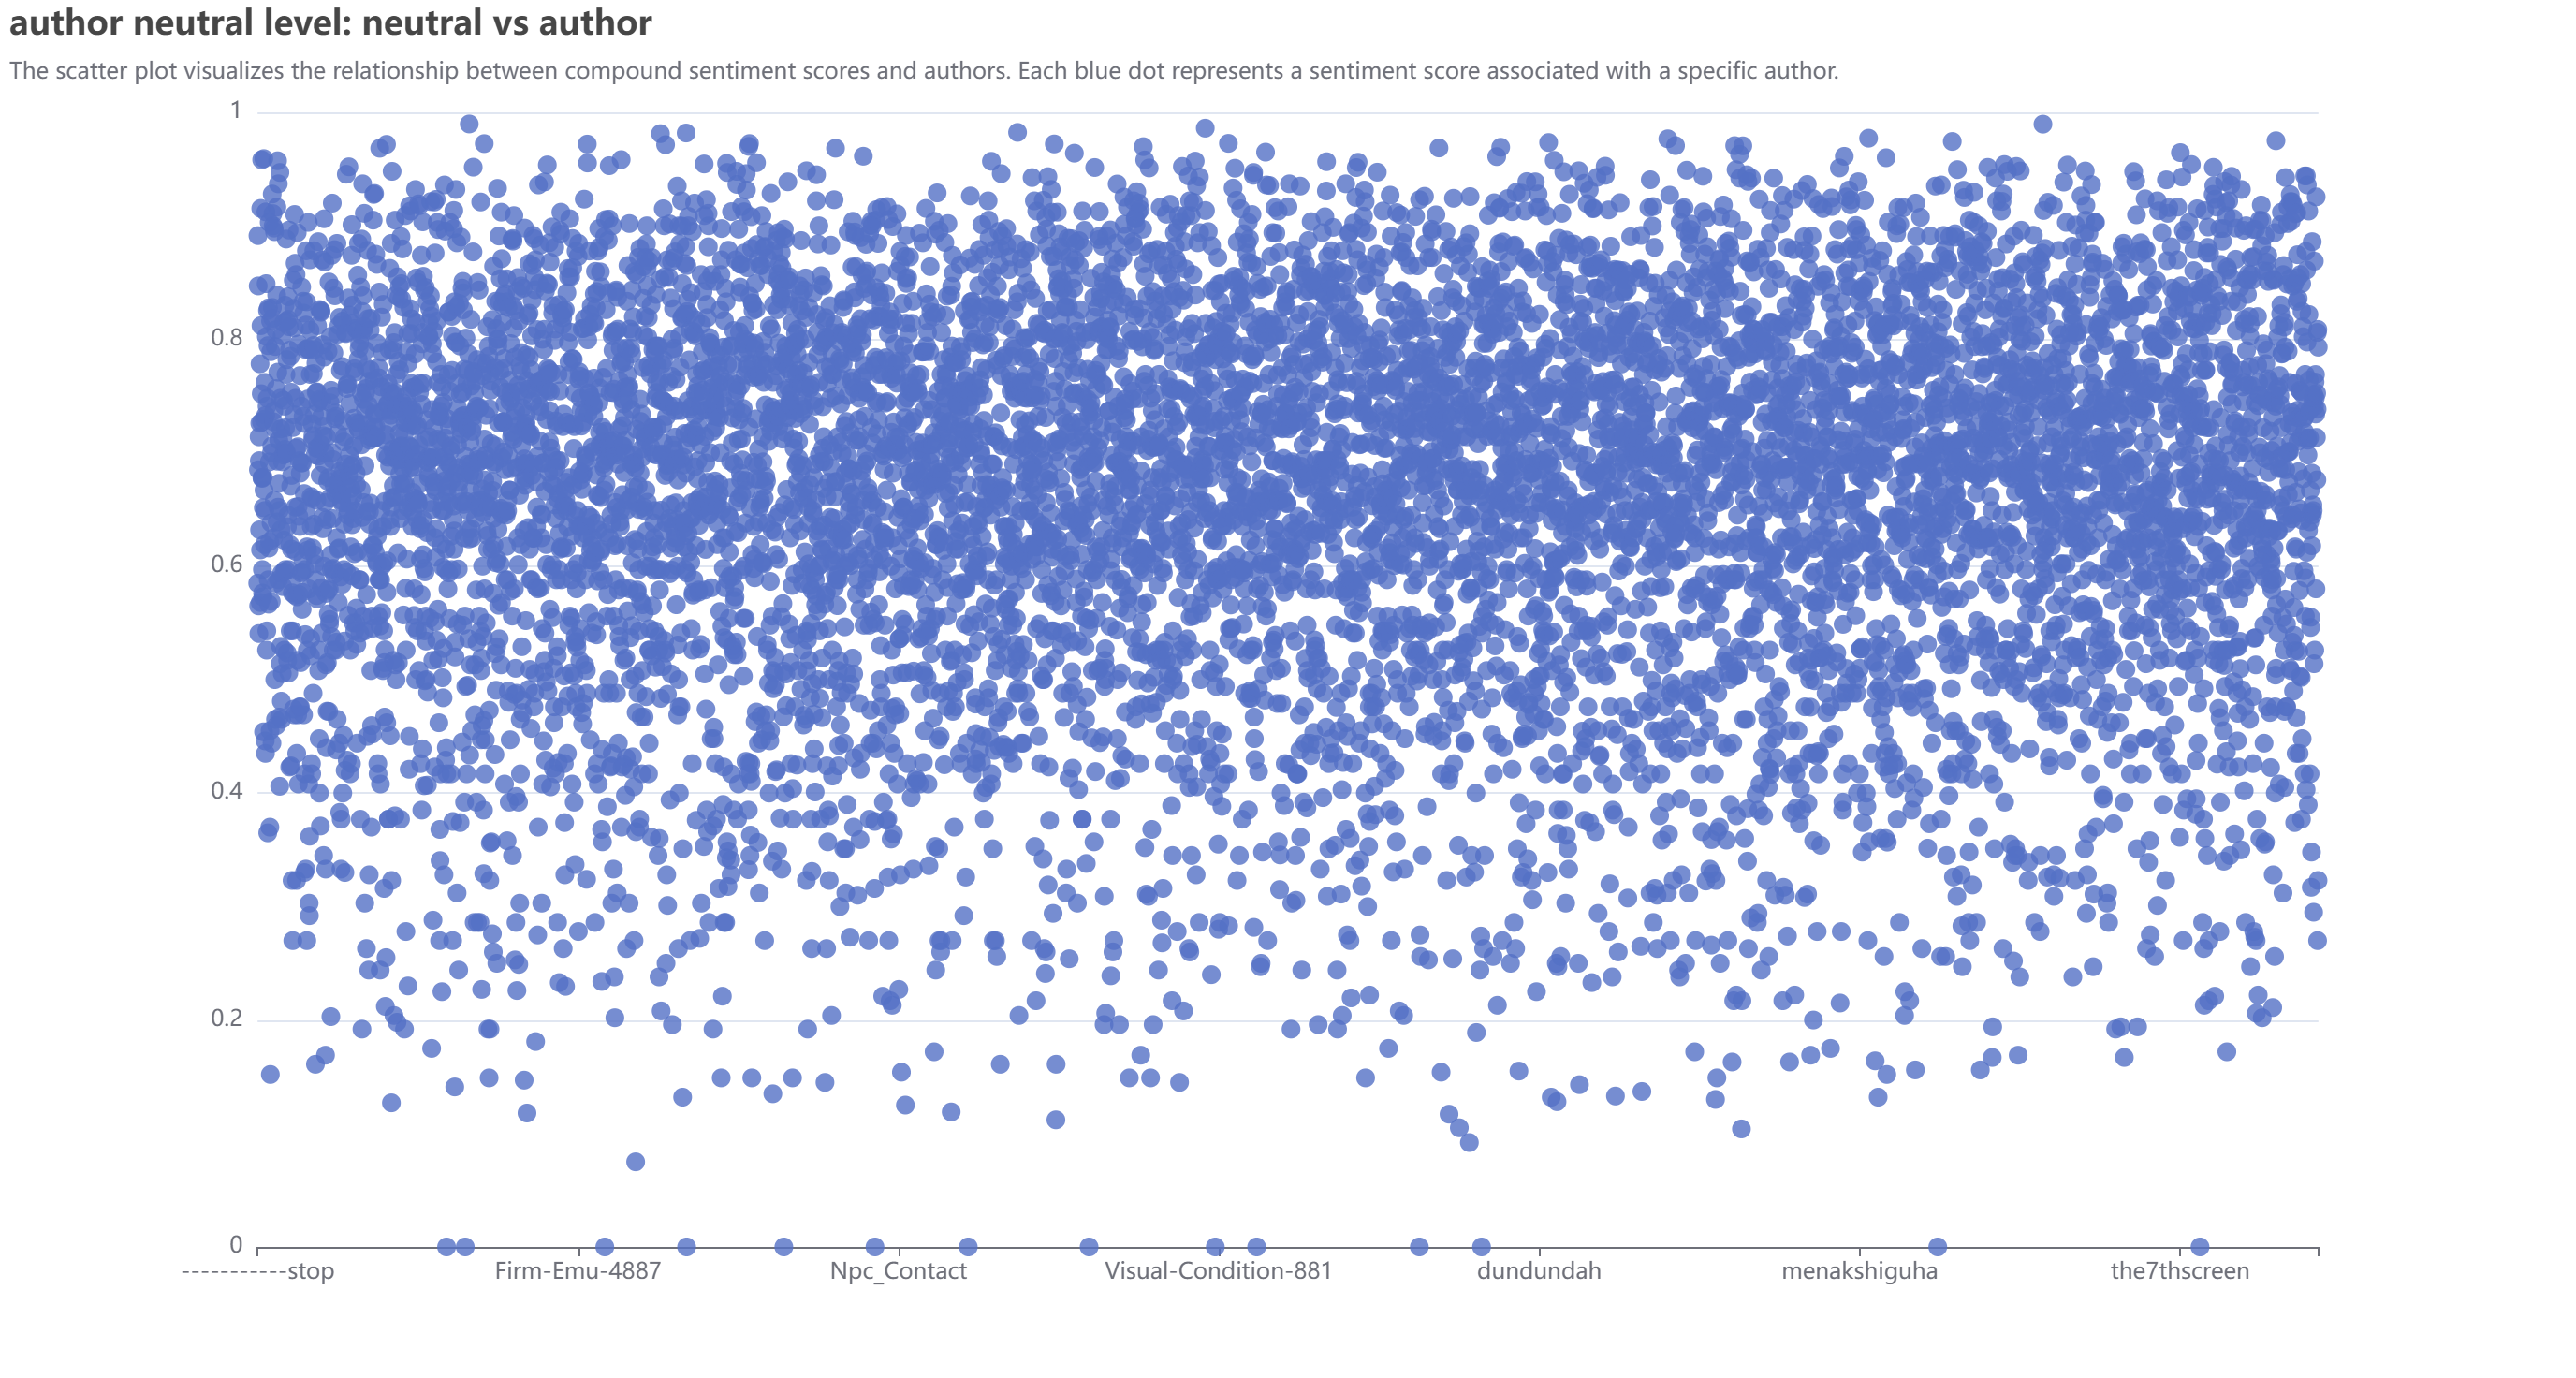 author neutral level: neutral vs author
The scatter plot visualizes the relationship between compound sentiment scores and authors. Each blue dot represents a sentiment score associated with a specific author.
1
0.8
0.6
0.4
0.2
0
-----------stop Firm-Emu-4887 Npc_Contact Visual-Condition-881 dundundah menakshiguha the7thscreen